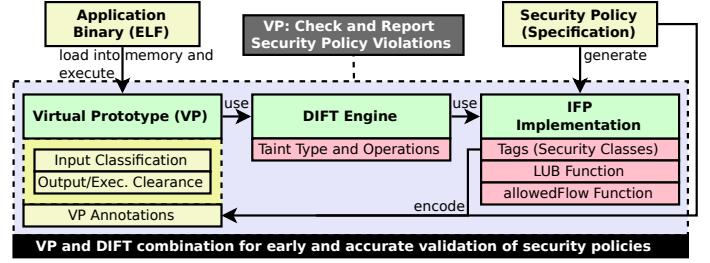 Application
Binary (ELF)
VP: Check and Report
Security Policy Violations
Security Policy
(Specification)
load into memory and
execute
generate
Virtual Prototype (VP)
use
DIFT Engine
use
IFP
Implementation
Taint Type and Operations
Tags (Security Classes)
Input Classification
LUB Function
Output/Exec. Clearance
allowedFlow Function
VP Annotations
encode
VP and DIFT combination for early and accurate validation of security policies